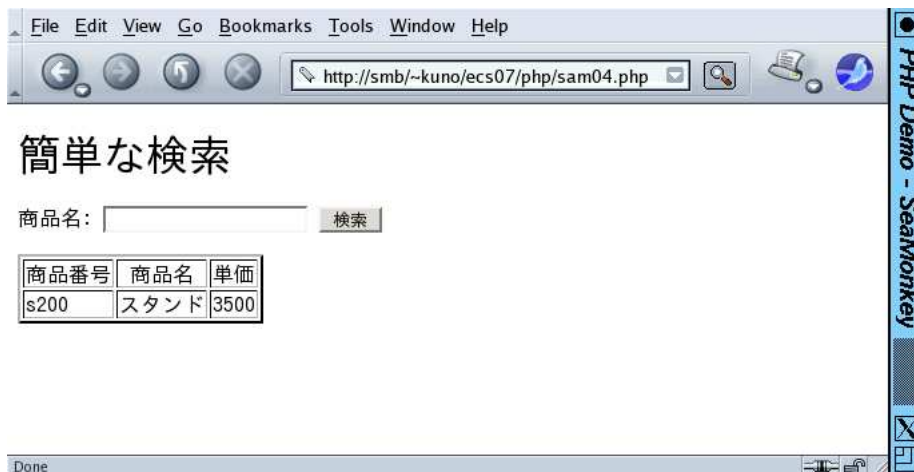 File Edit View Go Bookmarks Tools Window Help
http://smb/~kuno/ecs07/php/sam04.php
簡単な検索
商品名: 検索
商品番号 商品名 単価
s200 スタンド 3500
Done
PHP Demo - SeaMonkey